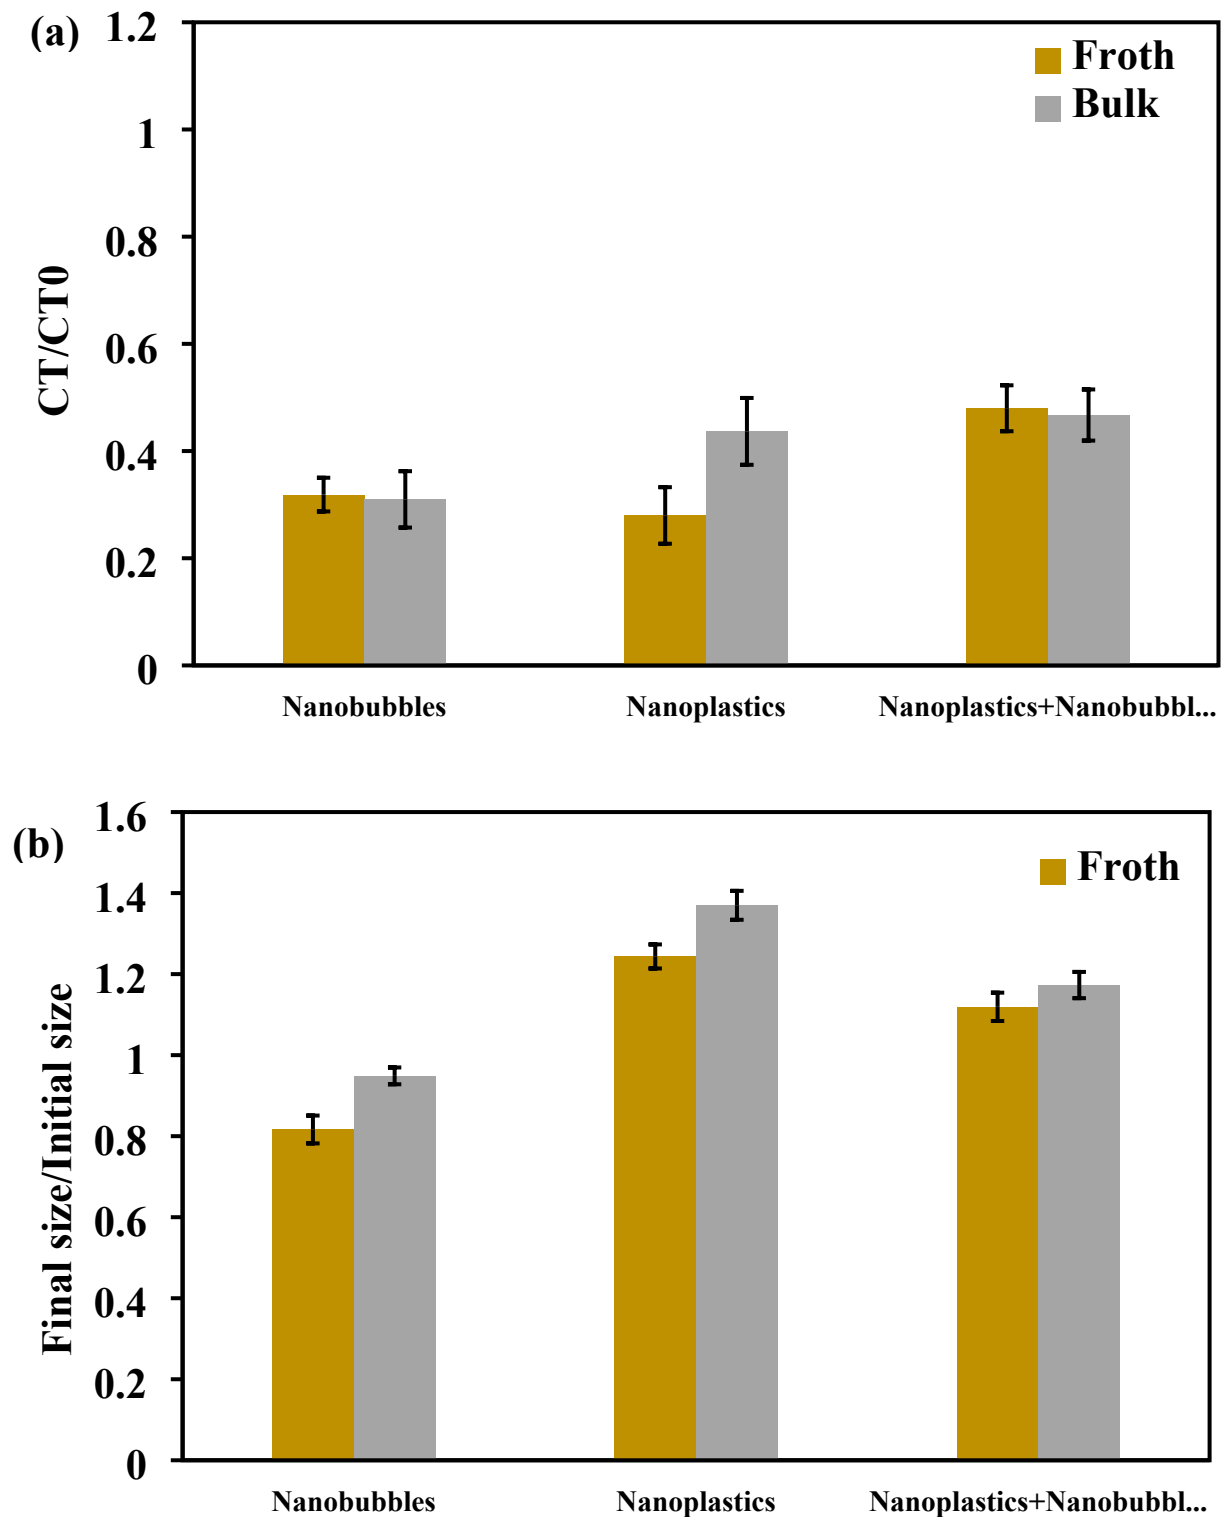 (a)
1.2
1
0.8
0.6
0.4
0.2
0
CT/CT0
Froth
Bulk
Nanobubbles
Nanoplastics
Nanoplastics+Nanobubbl...
(b)
1.6
1.4
1.2
1
0.8
0.6
0.4
0.2
0
Final size/Initial size
Froth
Nanobubbles
Nanoplastics
Nanoplastics+Nanobubbl...